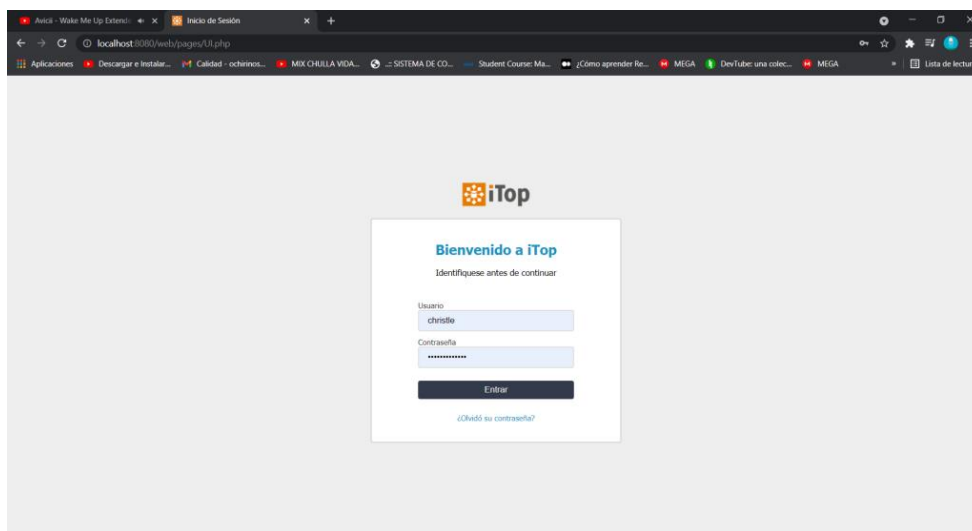 Avicii - Wake Me Up Extende
Inicio de Sesión
localhost:8080/web/pages/UI.php
Aplicaciones
Descargar e Instalar...
Calidad - ochirinos...
MIX CHULLA VIDA...
.:: SISTEMA DE CO...
Student Course: Ma...
¿Cómo aprender Re...
MEGA
DevTube: una colec...
MEGA
»
Lista de lectur
iTop
Bienvenido a iTop
Identifiquese antes de continuar
Usuario
christle
Contraseña
•••••••••••••
Entrar
¿Olvidó su contraseña?